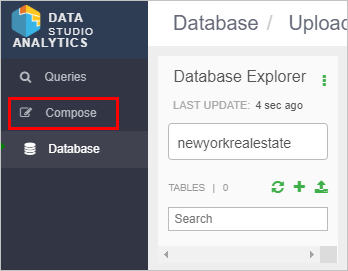 DATA
STUDIO
ANALYTICS
Queries
Compose
Database
Database / Upload
Database Explorer
LAST UPDATE: 4 sec ago
newyorkrealestate
TABLES | 0
Search